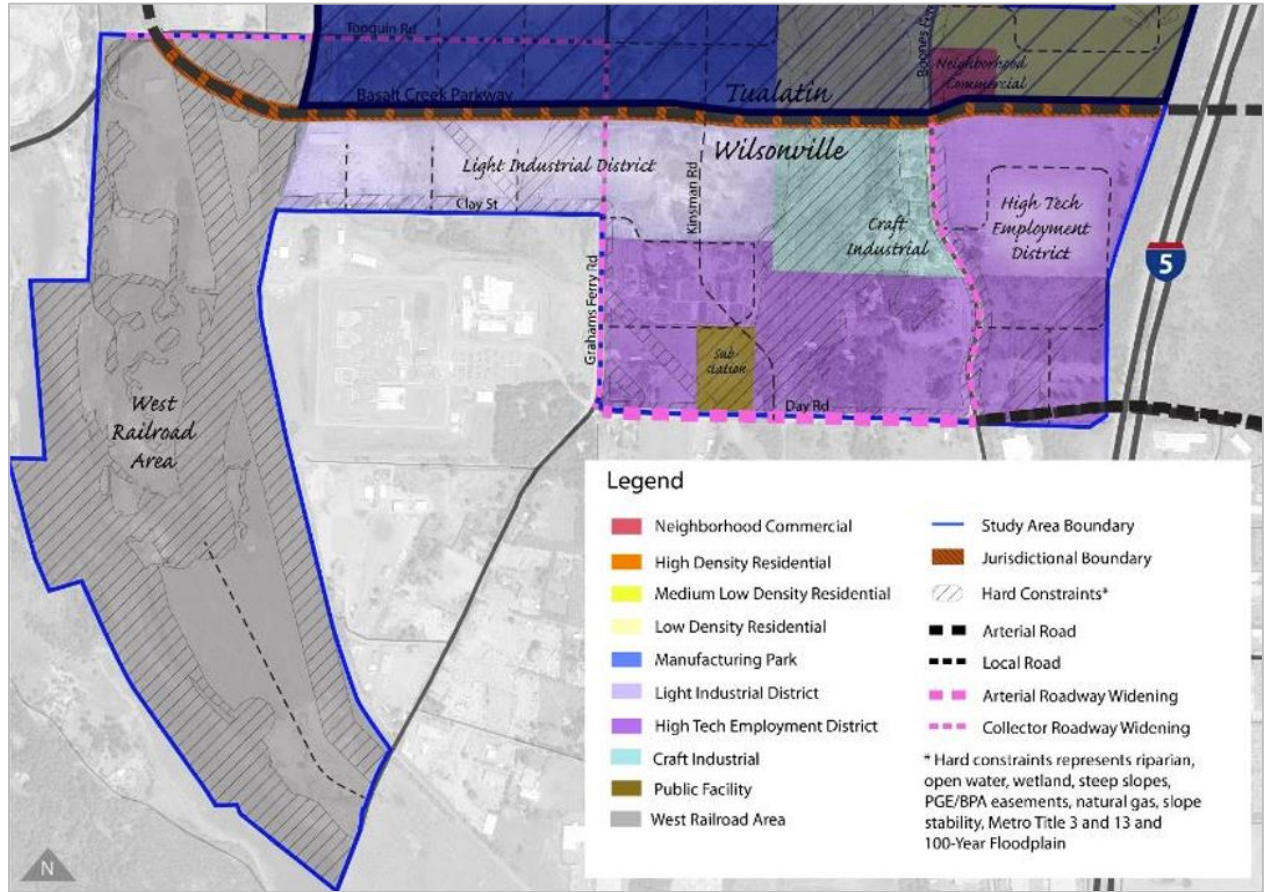 Tonquin Rd
Boones
Neighborhood
Commercial
Basalt Creek Parkway
Tualatin
Wilsonville
Light Industrial District
Kinsman Rd
Clay St
High Tech
Employment
District
Craft
Industrial
5
Grahams Ferry Rd
Sub-
station
Day Rd
West
Railroad
Area
Legend
Neighborhood Commercial
High Density Residential
Medium Low Density Residential
Low Density Residential
Manufacturing Park
Light Industrial District
High Tech Employment District
Craft Industrial
Public Facility
West Railroad Area
Study Area Boundary
Jurisdictional Boundary
Hard Constraints*
Arterial Road
Local Road
Arterial Roadway Widening
Collector Roadway Widening
* Hard constraints represents riparian,
open water, wetland, steep slopes,
PGE/BPA easements, natural gas, slope
stability, Metro Title 3 and 13 and
100-Year Floodplain
N